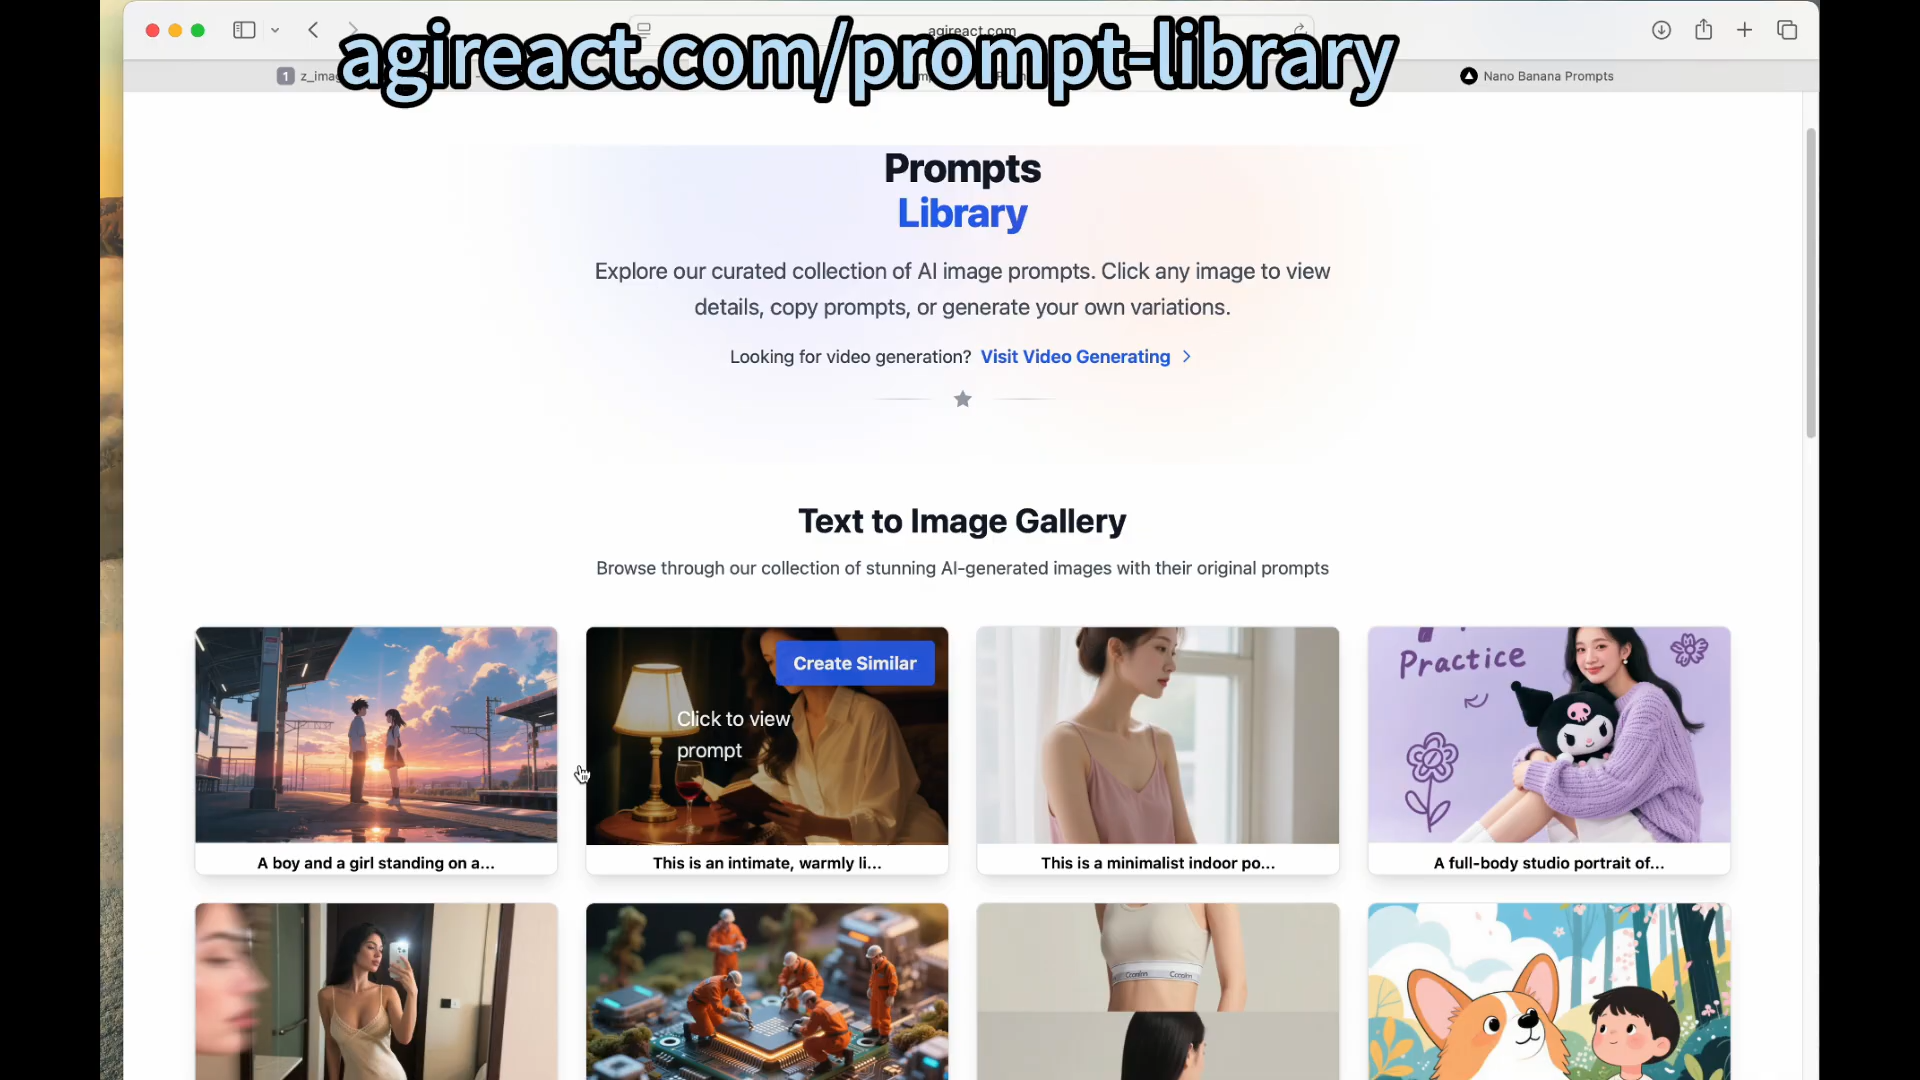 agireact.com/prompt-library
agireact.com
1 z_imag
Nano Banana Prompts
Prompts
Library
Explore our curated collection of AI image prompts. Click any image to view
details, copy prompts, or generate your own variations.
Looking for video generation? Visit Video Generating
Text to Image Gallery
Browse through our collection of stunning AI-generated images with their original prompts
Create Similar
Click to view
prompt
Practice
A boy and a girl standing on a...
This is an intimate, warmly li...
This is a minimalist indoor po...
A full-body studio portrait of...